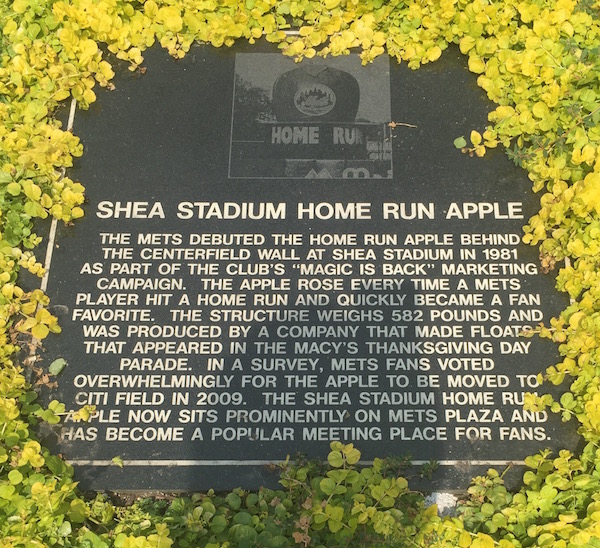 HOME RUN
SHEA STADIUM HOME RUN APPLE
THE METS DEBUTED THE HOME RUN APPLE BEHIND
THE CENTERFIELD WALL AT SHEA STADIUM IN 1981
AS PART OF THE CLUB'S "MAGIC IS BACK" MARKETING
CAMPAIGN. THE APPLE ROSE EVERY TIME A METS
PLAYER HIT A HOME RUN AND QUICKLY BECAME A FAN
FAVORITE. THE STRUCTURE WEIGHS 582 POUNDS AND
WAS PRODUCED BY A COMPANY THAT MADE FLOATS
THAT APPEARED IN THE MACY'S THANKSGIVING DAY
PARADE. IN A SURVEY, METS FANS VOTED
OVERWHELMINGLY FOR THE APPLE TO BE MOVED TO
CITI FIELD IN 2009. THE SHEA STADIUM HOME RUN
APPLE NOW SITS PROMINENTLY ON METS PLAZA AND
HAS BECOME A POPULAR MEETING PLACE FOR FANS.